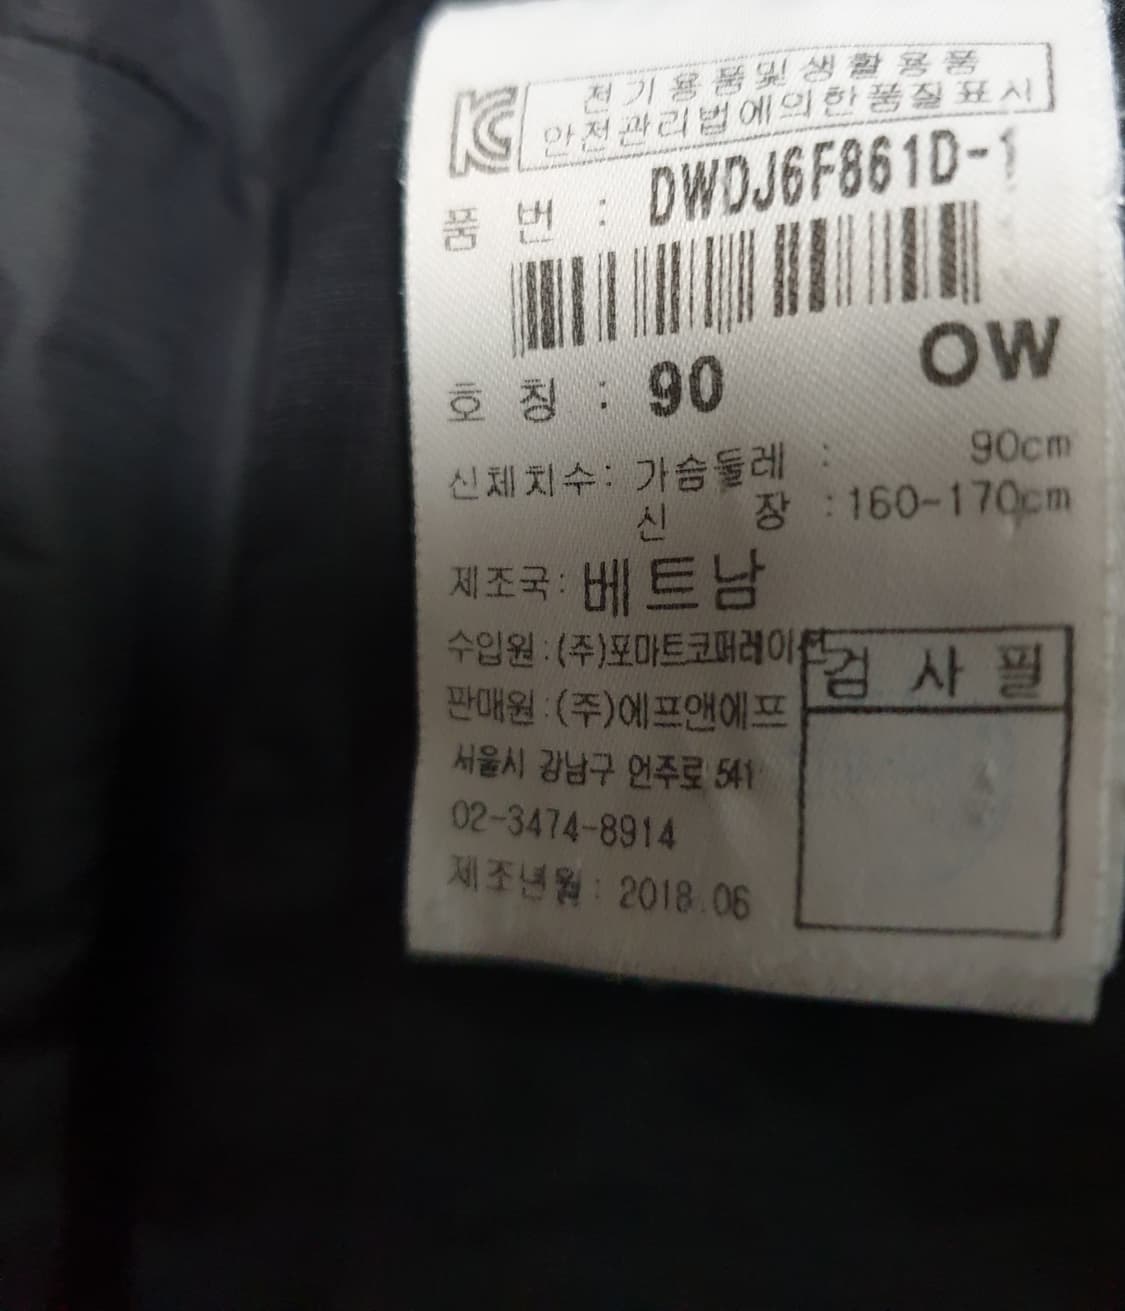 KC 전기용품및생활용품
안전관리법에의한품질표시
품 번 : DWDJ6F861D-1
OW
호 칭 : 90
신체치수: 가슴둘레 : 90cm
신 장 :160-170cm
제조국: 베트남
수입원:(주)포마트코퍼레이션
검 사 필
판매원:(주)에프앤에프
서울시 강남구 언주로 541
02-3474-8914
제조년월: 2018.06